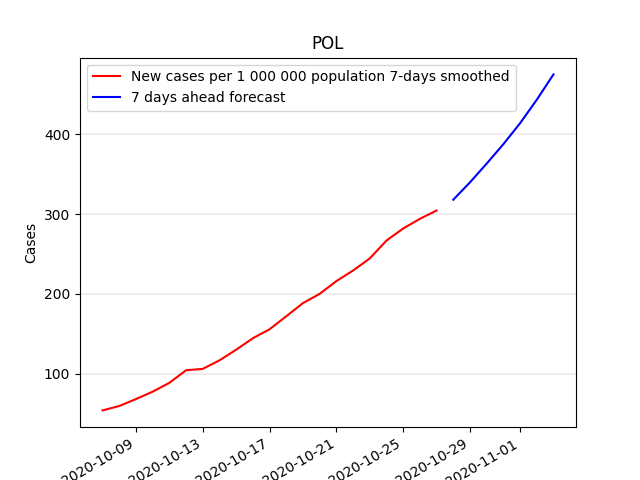 POL
New cases per 1 000 000 population 7-days smoothed
7 days ahead forecast
Cases
400
300
200
100
2020-10-09
2020-10-13
2020-10-17
2020-10-21
2020-10-25
2020-10-29
2020-11-01